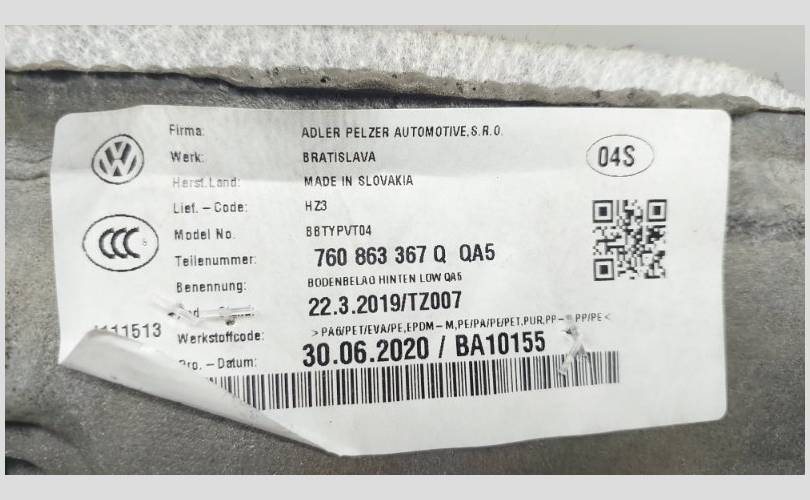 Firma: ADLER PELZER AUTOMOTIVE,S.R.O.
Werk: BRATISLAVA 04S
Herst.Land: MADE IN SLOVAKIA
Lief. - Code: HZ3
Model No. BBTYPVT04
Teilenummer: 760 863 367 Q QA5
Benennung: BODENBELAG HINTEN LOW QA5
22.3.2019/TZ007
111513
Werkstoffcode: >PA6/PET/EVA/PE,EPDM-M,PE/PA/PE/PET,PUR,PP- PP/PE<
Pro. - Datum: 30.06.2020 / BA10155